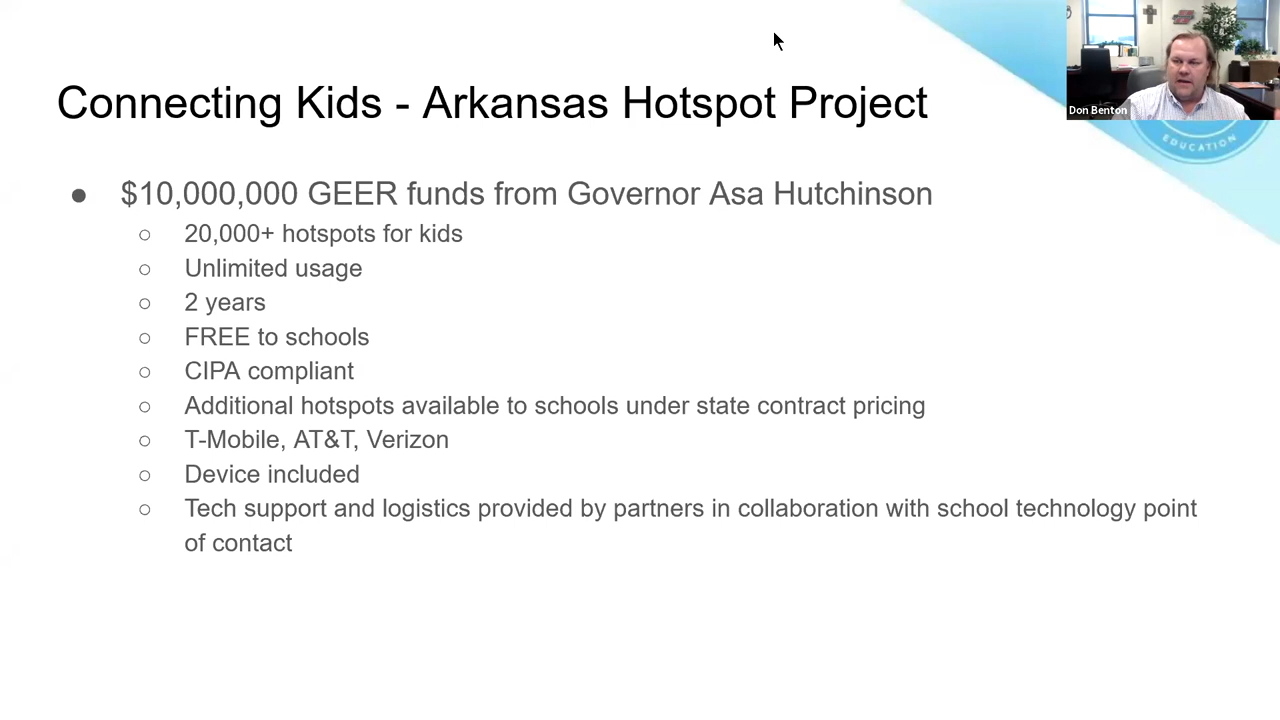 Connecting Kids - Arkansas Hotspot Project
Don Benton
EDUCATION
● $10,000,000 GEER funds from Governor Asa Hutchinson
○ 20,000+ hotspots for kids
○ Unlimited usage
○ 2 years
○ FREE to schools
○ CIPA compliant
○ Additional hotspots available to schools under state contract pricing
○ T-Mobile, AT&T, Verizon
○ Device included
○ Tech support and logistics provided by partners in collaboration with school technology point
of contact